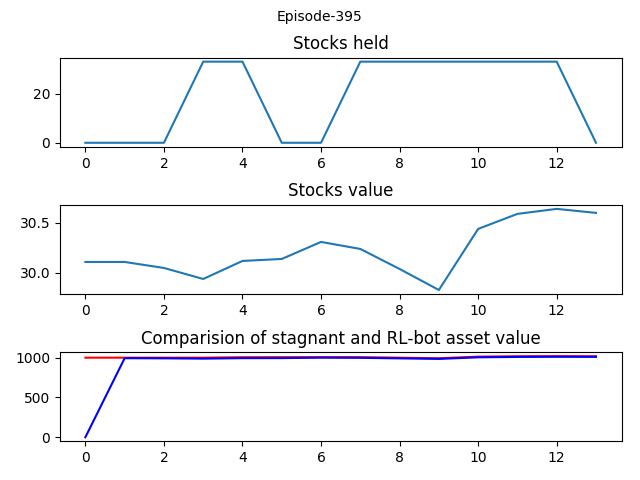 Episode-395
Stocks held
20
0
0 2 4 6 8 10 12
Stocks value
30.5
30.0
0 2 4 6 8 10 12
Comparision of stagnant and RL-bot asset value
1000
500
0
0 2 4 6 8 10 12